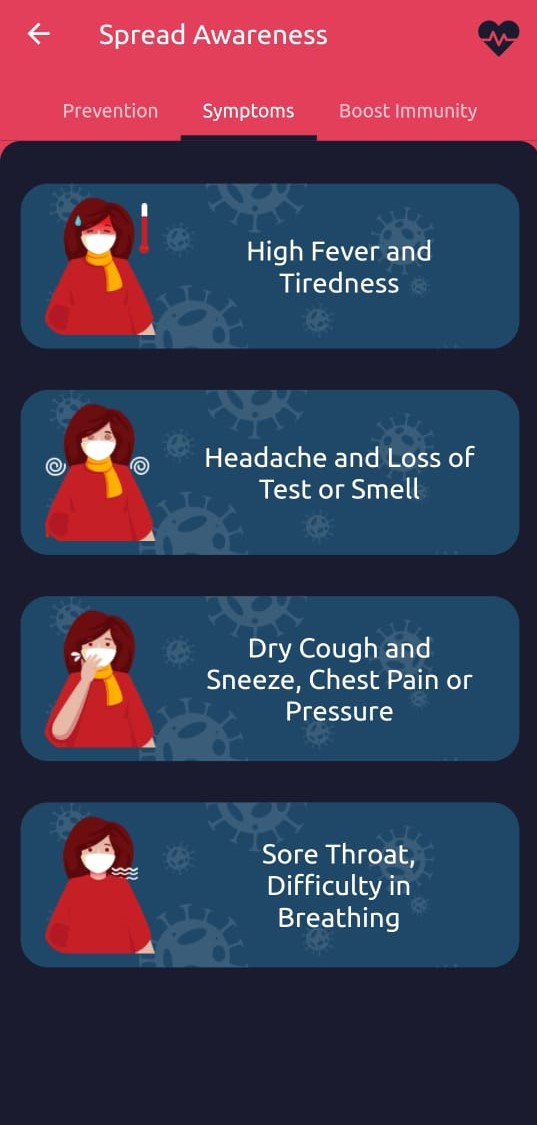 Spread Awareness
Prevention Symptoms Boost Immunity
High Fever and
Tiredness
Headache and Loss of
Test or Smell
Dry Cough and
Sneeze, Chest Pain or
Pressure
Sore Throat,
Difficulty in
Breathing